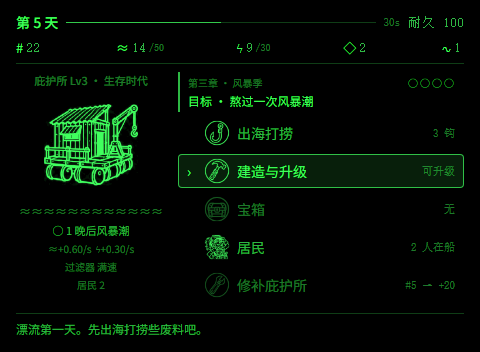 第 5 天 30s 耐久 100
# 22 ≈ 14 /50 ϟ 9 /30 ◇ 2 ∿ 1
庇护所 Lv3 · 生存时代
第三章 · 风暴季 ○○○○
目标 · 熬过一次风暴潮
出海打捞 3 钩
› 建造与升级 可升级
宝箱 无
居民 2 人在船
修补庇护所 #5 → +20
≈≈≈≈≈≈≈≈≈≈≈≈
○ 1 晚后风暴潮
≈+0.60/s ϟ+0.30/s
过滤器 满速
居民 2
漂流第一天。先出海打捞些废料吧。